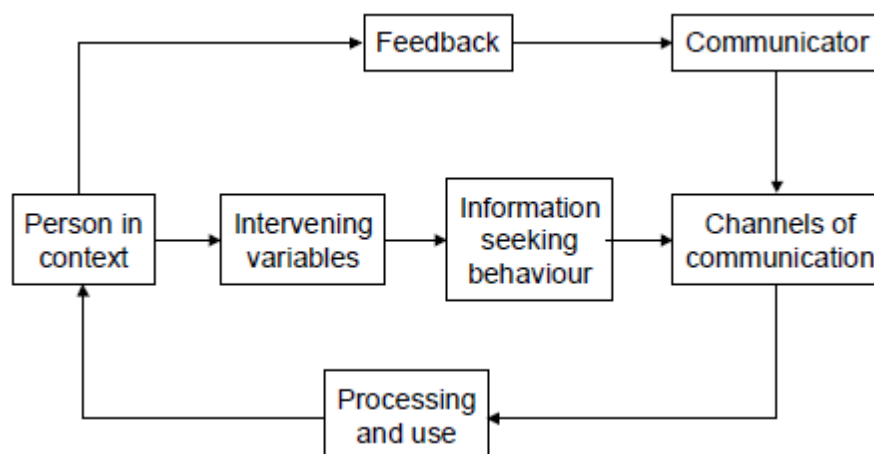 Feedback
Communicator
Person in
context
Intervening
variables
Information
seeking
behaviour
Channels of
communication
Processing
and use